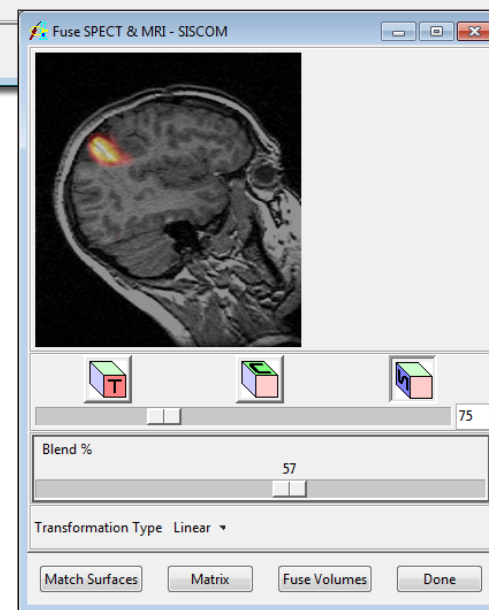 Fuse SPECT & MRI - SISCOM
T
U
S
75
Blend %
57
Transformation Type Linear
Match Surfaces Matrix Fuse Volumes Done